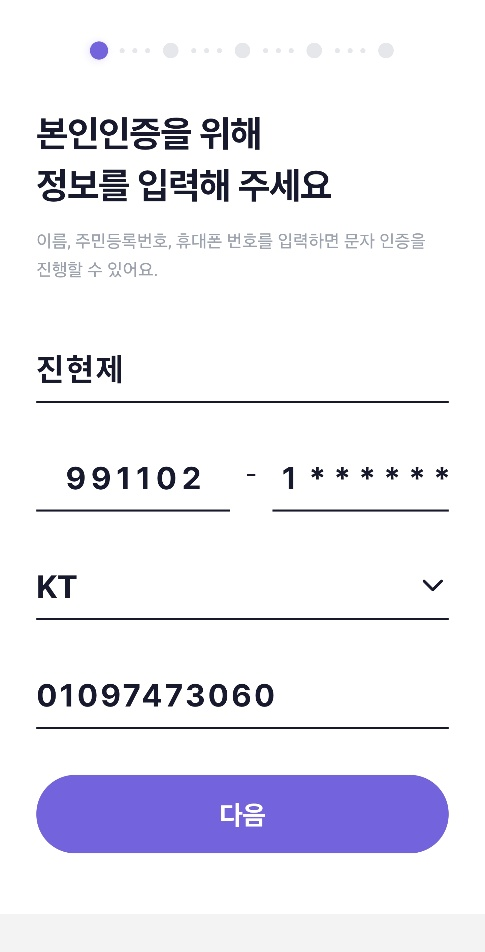 본인인증을 위해
정보를 입력해 주세요
이름, 주민등록번호, 휴대폰 번호를 입력하면 문자 인증을
진행할 수 있어요.
진현제
991102 - 1******
KT
01097473060
다음